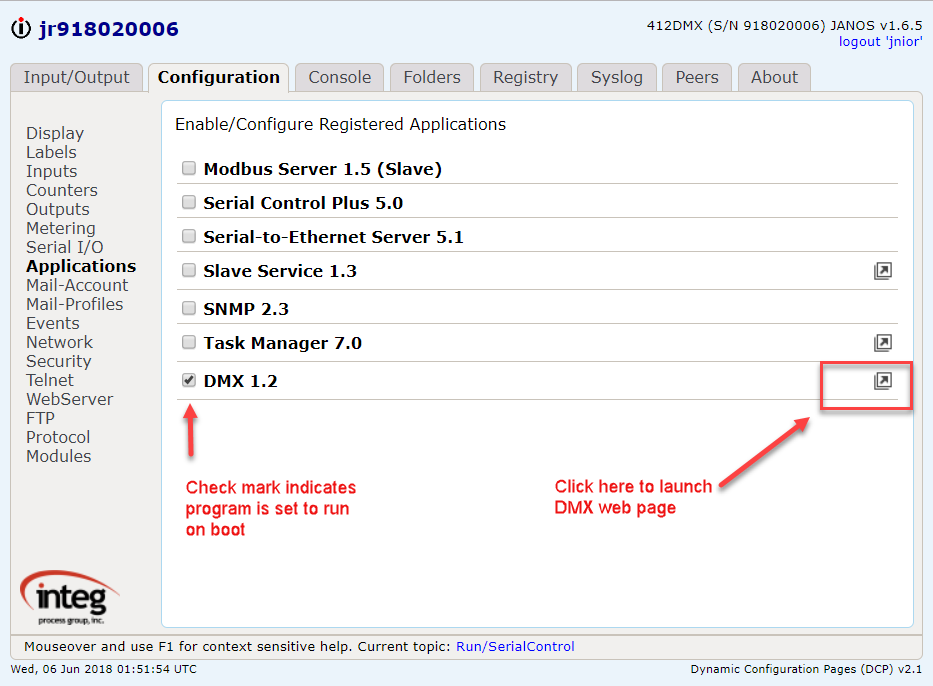 jr918020006
412DMX (S/N 918020006) JANOS v1.6.5
logout 'jnior'
Input/Output Configuration Console Folders Registry Syslog Peers About
Display
Labels
Inputs
Counters
Outputs
Metering
Serial I/O
Applications
Mail-Account
Mail-Profiles
Events
Network
Security
Telnet
WebServer
FTP
Protocol
Modules
Enable/Configure Registered Applications
Modbus Server 1.5 (Slave)
Serial Control Plus 5.0
Serial-to-Ethernet Server 5.1
Slave Service 1.3
SNMP 2.3
Task Manager 7.0
DMX 1.2
Check mark indicates
program is set to run
on boot
Click here to launch
DMX web page
integ
process group, inc.
Mouseover and use F1 for context sensitive help. Current topic: Run/SerialControl
Wed, 06 Jun 2018 01:51:54 UTC
Dynamic Configuration Pages (DCP) v2.1